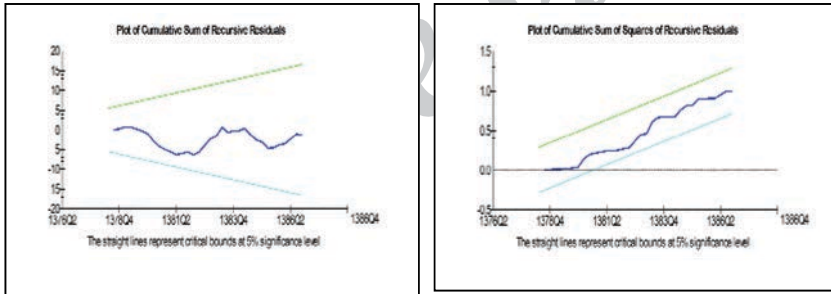 Plot of Cumulative Sum of Recursive Residuals
20
15
10
5
0
5
10
15
-20
1376Q2 1378Q4 1381Q2 1383Q4 1386Q2 1388Q4
The straight lines represent critical bounds at 5% significance level
Plot of Cumulative Sum of Squares of Recursive Residuals
1.5
1.0
0.5
0.0
-0.5
1376Q2 1378Q4 1381Q2 1383Q4 1386Q2 1388Q4
The straight lines represent critical bounds at 5% significance level